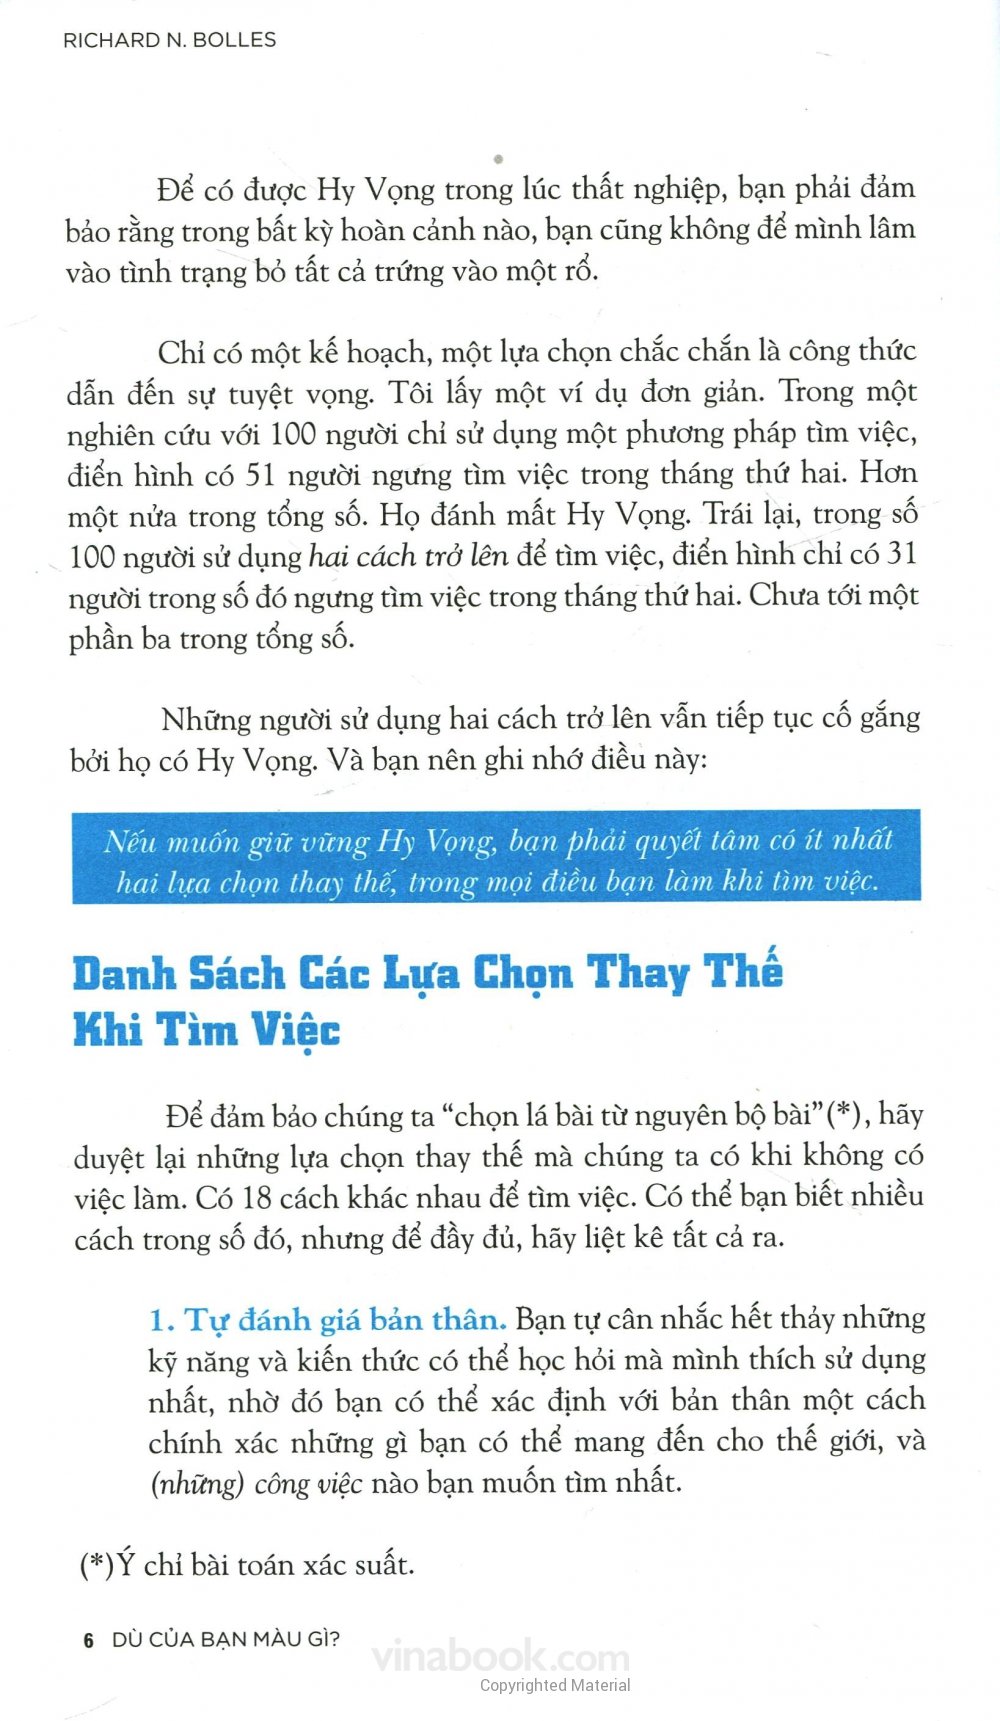 RICHARD N. BOLLES
Để có được Hy Vọng trong lúc thất nghiệp, bạn phải đảm
bảo rằng trong bất kỳ hoàn cảnh nào, bạn cũng không để mình lâm
vào tình trạng bỏ tất cả trứng vào một rổ.
Chỉ có một kế hoạch, một lựa chọn chắc chắn là công thức
dẫn đến sự tuyệt vọng. Tôi lấy một ví dụ đơn giản. Trong một
nghiên cứu với 100 người chỉ sử dụng một phương pháp tìm việc,
điển hình có 51 người ngưng tìm việc trong tháng thứ hai. Hơn
một nửa trong tổng số. Họ đánh mất Hy Vọng. Trái lại, trong số
100 người sử dụng hai cách trở lên để tìm việc, điển hình chỉ có 31
người trong số đó ngưng tìm việc trong tháng thứ hai. Chưa tới một
phần ba trong tổng số.
Những người sử dụng hai cách trở lên vẫn tiếp tục cố gắng
bởi họ có Hy Vọng. Và bạn nên ghi nhớ điều này:
Nếu muốn giữ vững Hy Vọng, bạn phải quyết tâm có ít nhất
hai lựa chọn thay thế, trong mọi điều bạn làm khi tìm việc.
Danh Sách Các Lựa Chọn Thay Thế
Khi Tìm Việc
Để đảm bảo chúng ta “chọn lá bài từ nguyên bộ bài”(*), hãy
duyệt lại những lựa chọn thay thế mà chúng ta có khi không có
việc làm. Có 18 cách khác nhau để tìm việc. Có thể bạn biết nhiều
cách trong số đó, nhưng để đầy đủ, hãy liệt kê tất cả ra.
1. Tự đánh giá bản thân. Bạn tự cân nhắc hết thảy những
kỹ năng và kiến thức có thể học hỏi mà mình thích sử dụng
nhất, nhờ đó bạn có thể xác định với bản thân một cách
chính xác những gì bạn có thể mang đến cho thế giới, và
(những) công việc nào bạn muốn tìm nhất.
(*)Ý chỉ bài toán xác suất.
6 DÙ CỦA BẠN MÀU GÌ?
vinabook.com
Copyrighted Material